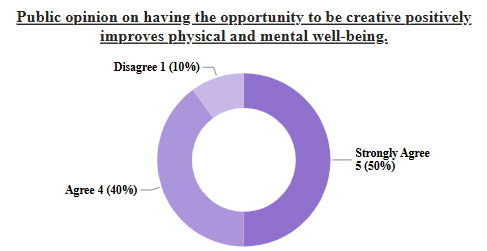 Public opinion on having the opportunity to be creative positively
improves physical and mental well-being.
Disagree 1 (10%)
Strongly Agree
5 (50%)
Agree 4 (40%)